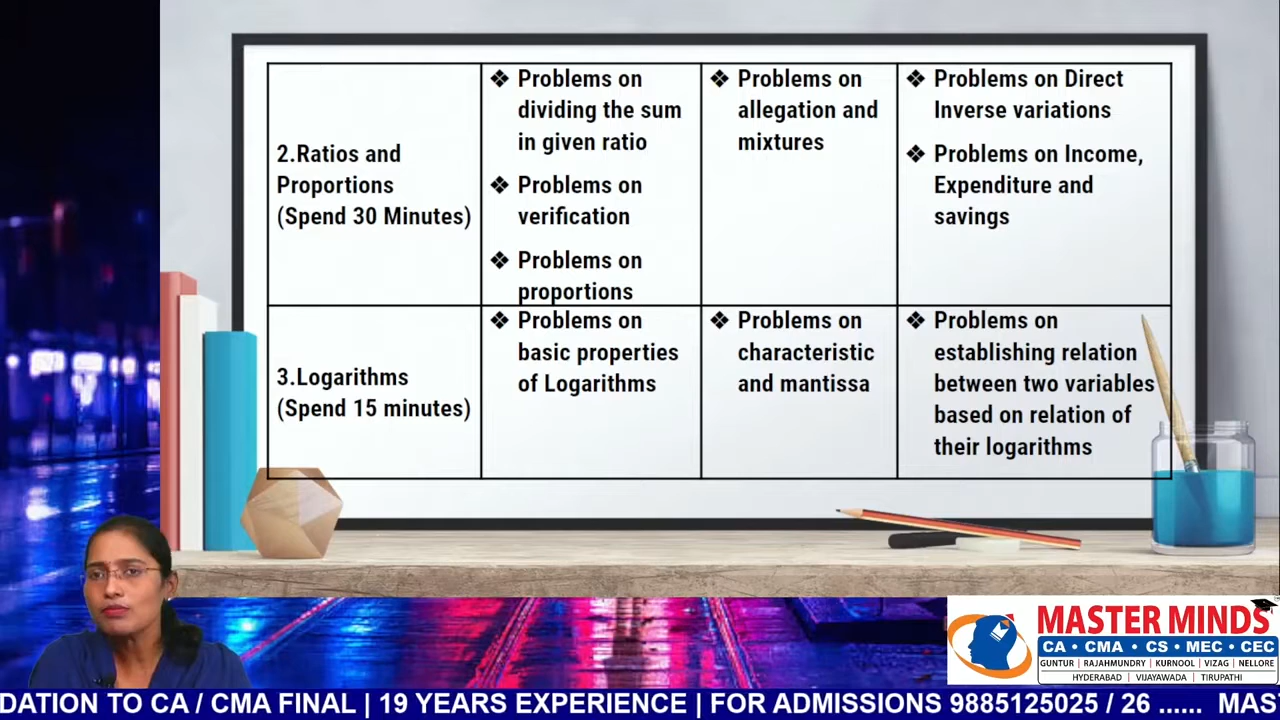 2.Ratios and
Proportions
(Spend 30 Minutes)
❖ Problems on
dividing the sum
in given ratio
❖ Problems on
verification
❖ Problems on
proportions
❖ Problems on
allegation and
mixtures
❖ Problems on Direct
Inverse variations
❖ Problems on Income,
Expenditure and
savings
3.Logarithms
(Spend 15 minutes)
❖ Problems on
basic properties
of Logarithms
❖ Problems on
characteristic
and mantissa
❖ Problems on
establishing relation
between two variables
based on relation of
their logarithms
MASTER MINDS
CA • CMA • CS • MEC • CEC
GUNTUR | RAJAHMUNDRY | KURNOOL | VIZAG | NELLORE
HYDERABAD | VIJAYAWADA | TIRUPATHI
DATION TO CA / CMA FINAL | 19 YEARS EXPERIENCE | FOR ADMISSIONS 9885125025 / 26 ...... MAS